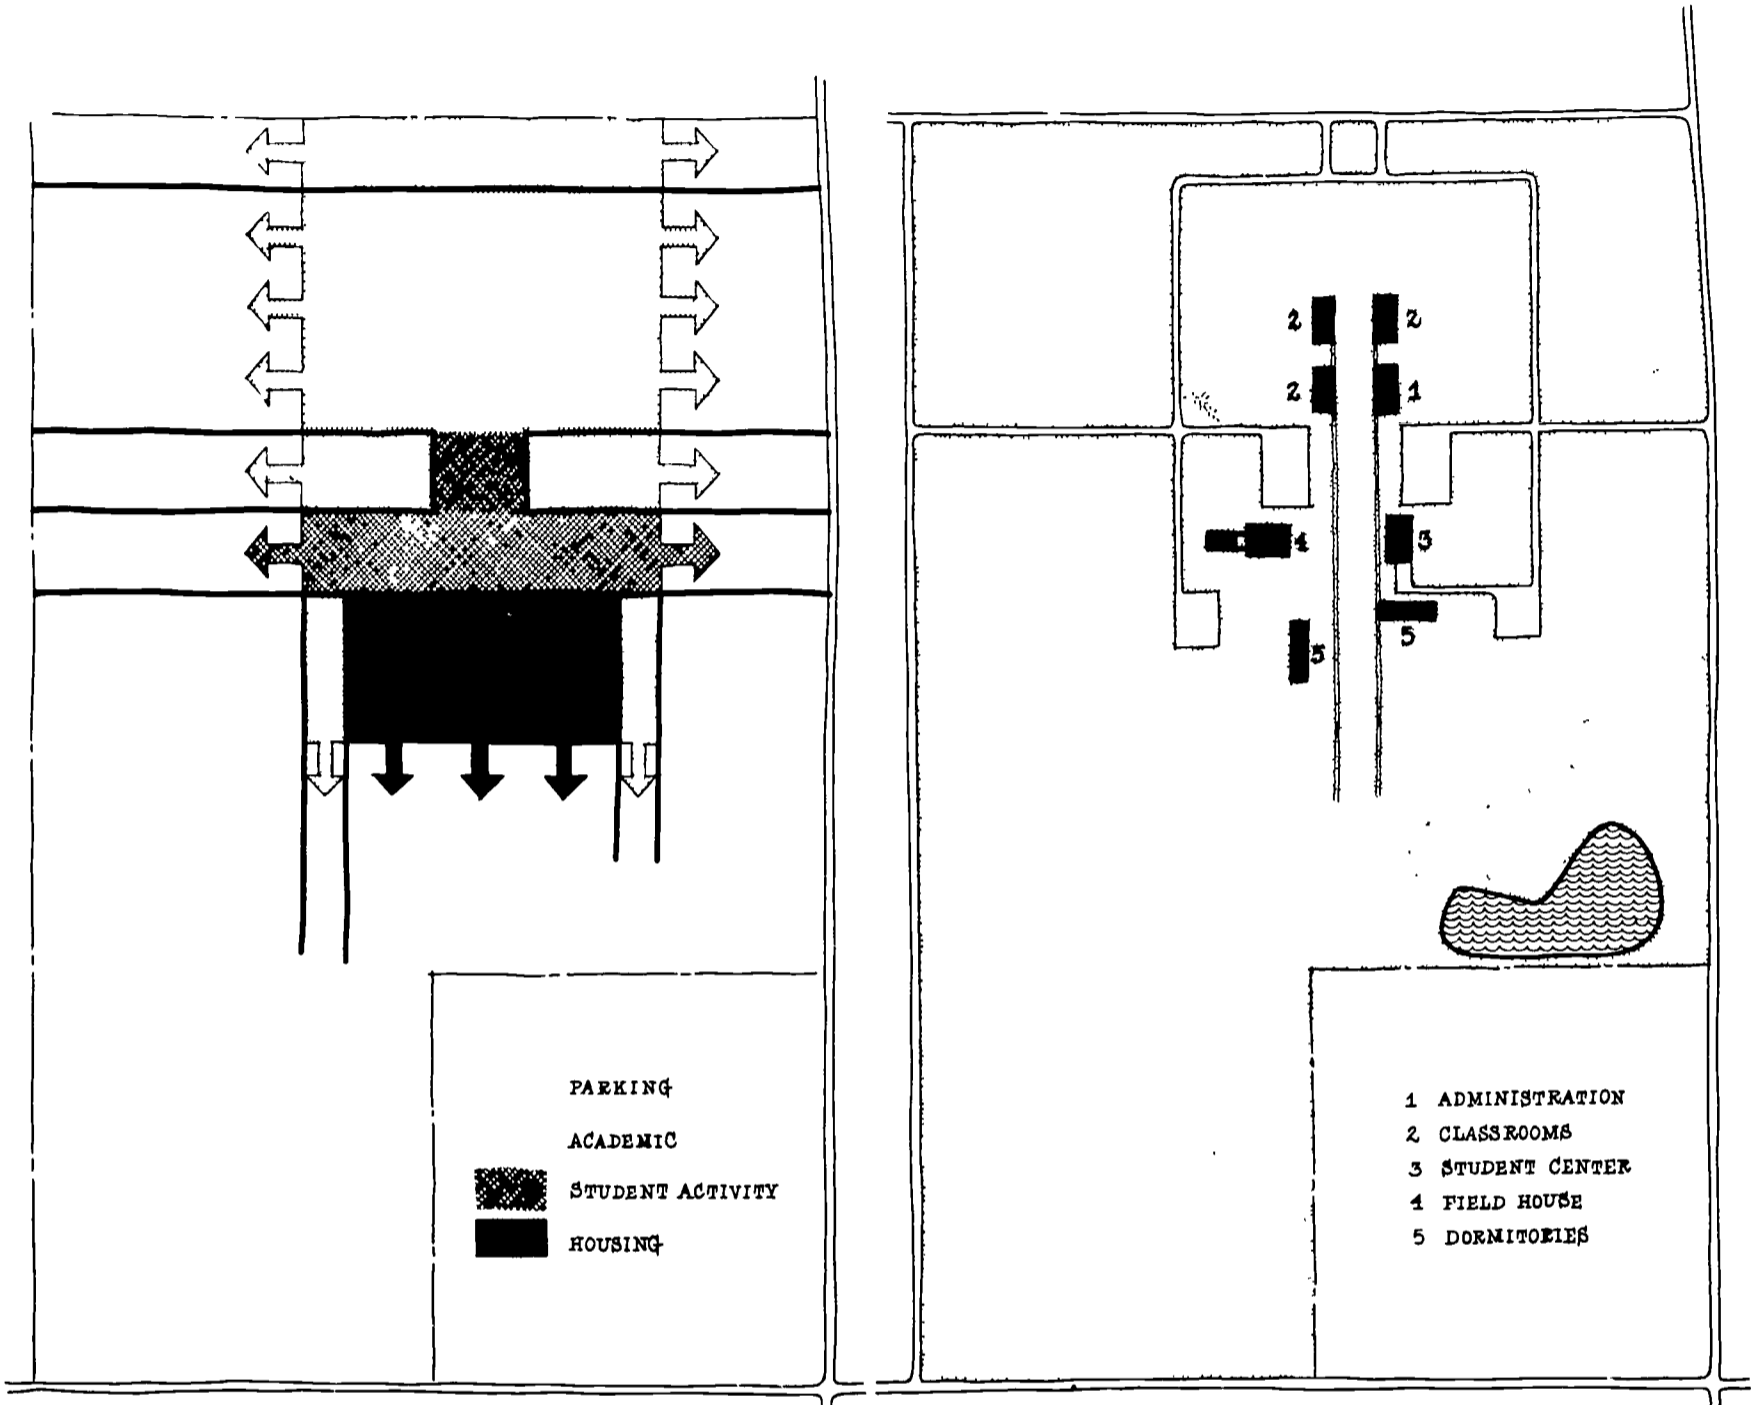 PARKING
ACADEMIC
STUDENT ACTIVITY
HOUSING
2
2
2
1
4
3
5
5
1 ADMINISTRATION
2 CLASSROOMS
3 STUDENT CENTER
4 FIELD HOUSE
5 DORMITORIES